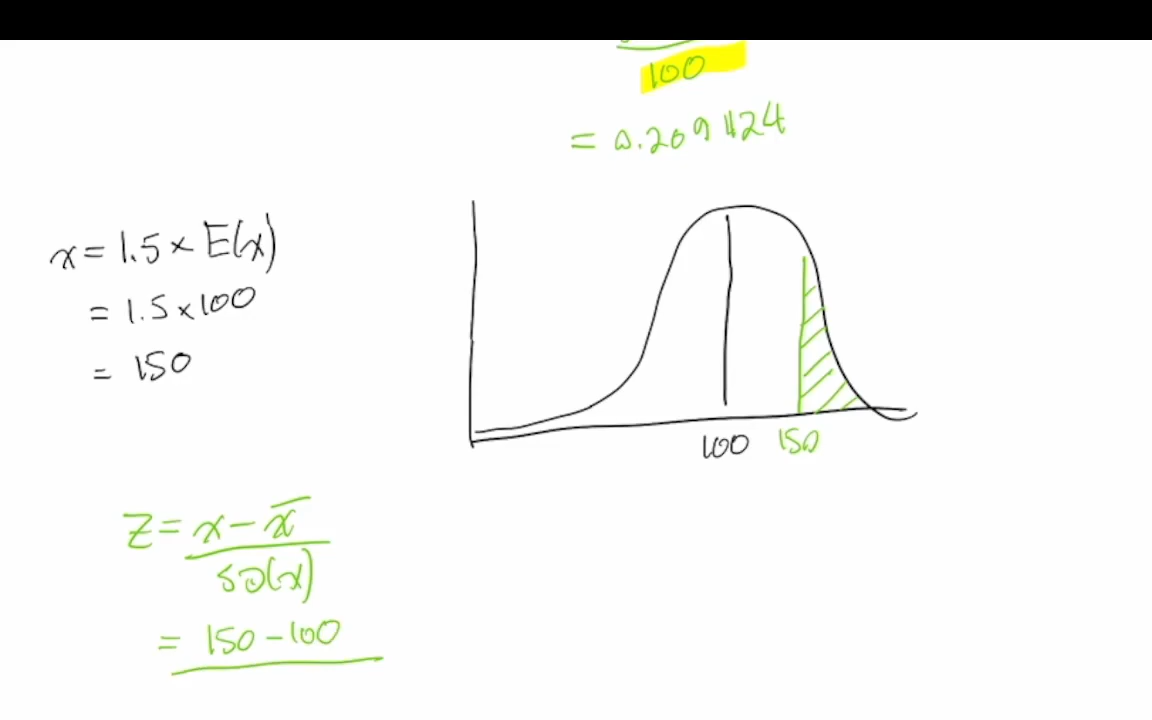 100
= 0.209424
x = 1.5 × E(x)
= 1.5 × 100
= 150
100 150
z = x - x̄
SD(x)
= 150 - 100